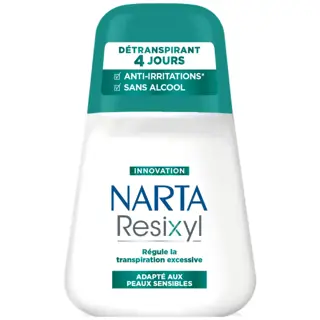 DÉTRANSPIRANT
4 JOURS
ANTI-IRRITATIONS*
SANS ALCOOL
INNOVATION
NARTA
Resixyl
Régule la
transpiration excessive
ADAPTÉ AUX
PEAUX SENSIBLES